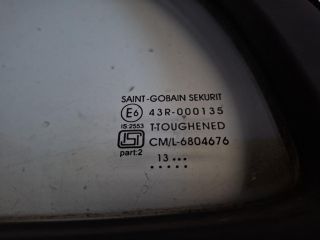 SAINT-GOBAIN SEKURIT
E6 43R-000135
IS 2553 T-TOUGHENED
ISI CM/L-6804676
part:2
13 ...
....